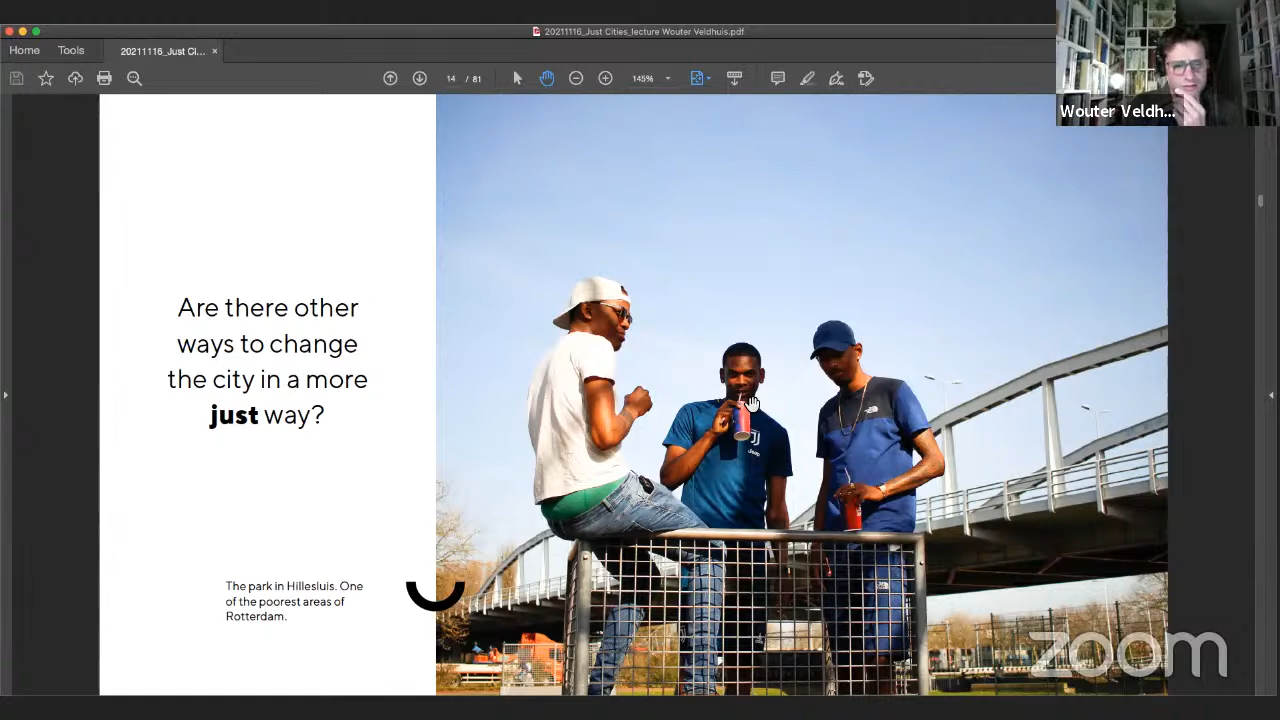 20211116_Just Cities_lecture Wouter Veldhuis.pdf
Home Tools 20211116_Just Ci... ×
14 / 81 145%
Wouter Veldh...
Are there other
ways to change
the city in a more
just way?
The park in Hillesluis. One
of the poorest areas of
Rotterdam.
zoom